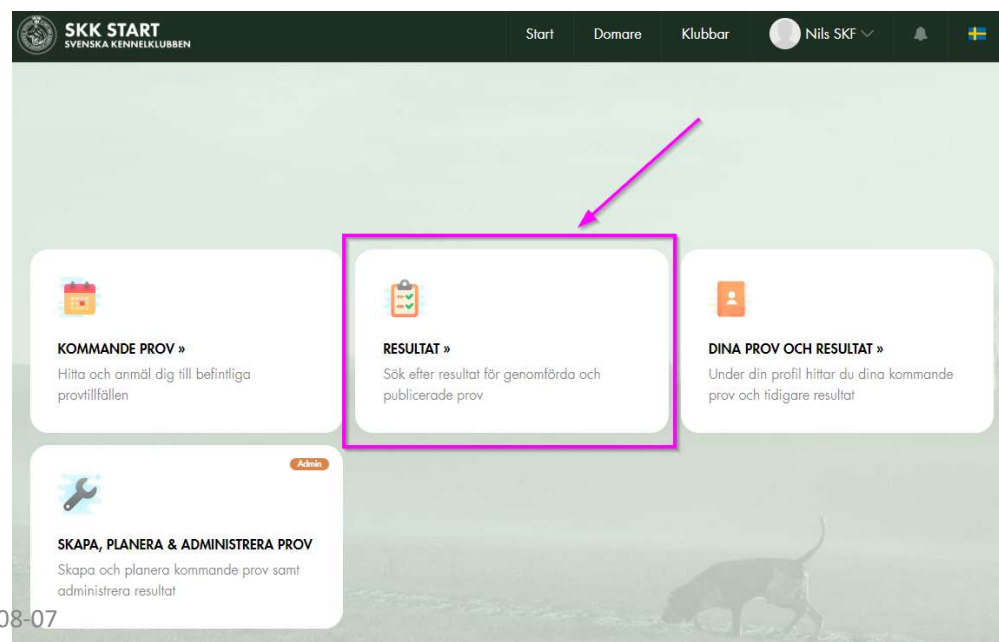 SKK START
SVENSKA KENNELKLUBBEN
Start Domare Klubbar Nils SKF
KOMMANDE PROV »
Hitta och anmäl dig till befintliga
provtillfällen
RESULTAT »
Sök efter resultat för genomförda och
publicerade prov
DINA PROV OCH RESULTAT »
Under din profil hittar du dina kommande
prov och tidigare resultat
Admin
SKAPA, PLANERA & ADMINISTRERA PROV
Skapa och planera kommande prov samt
administrera resultat
08-07